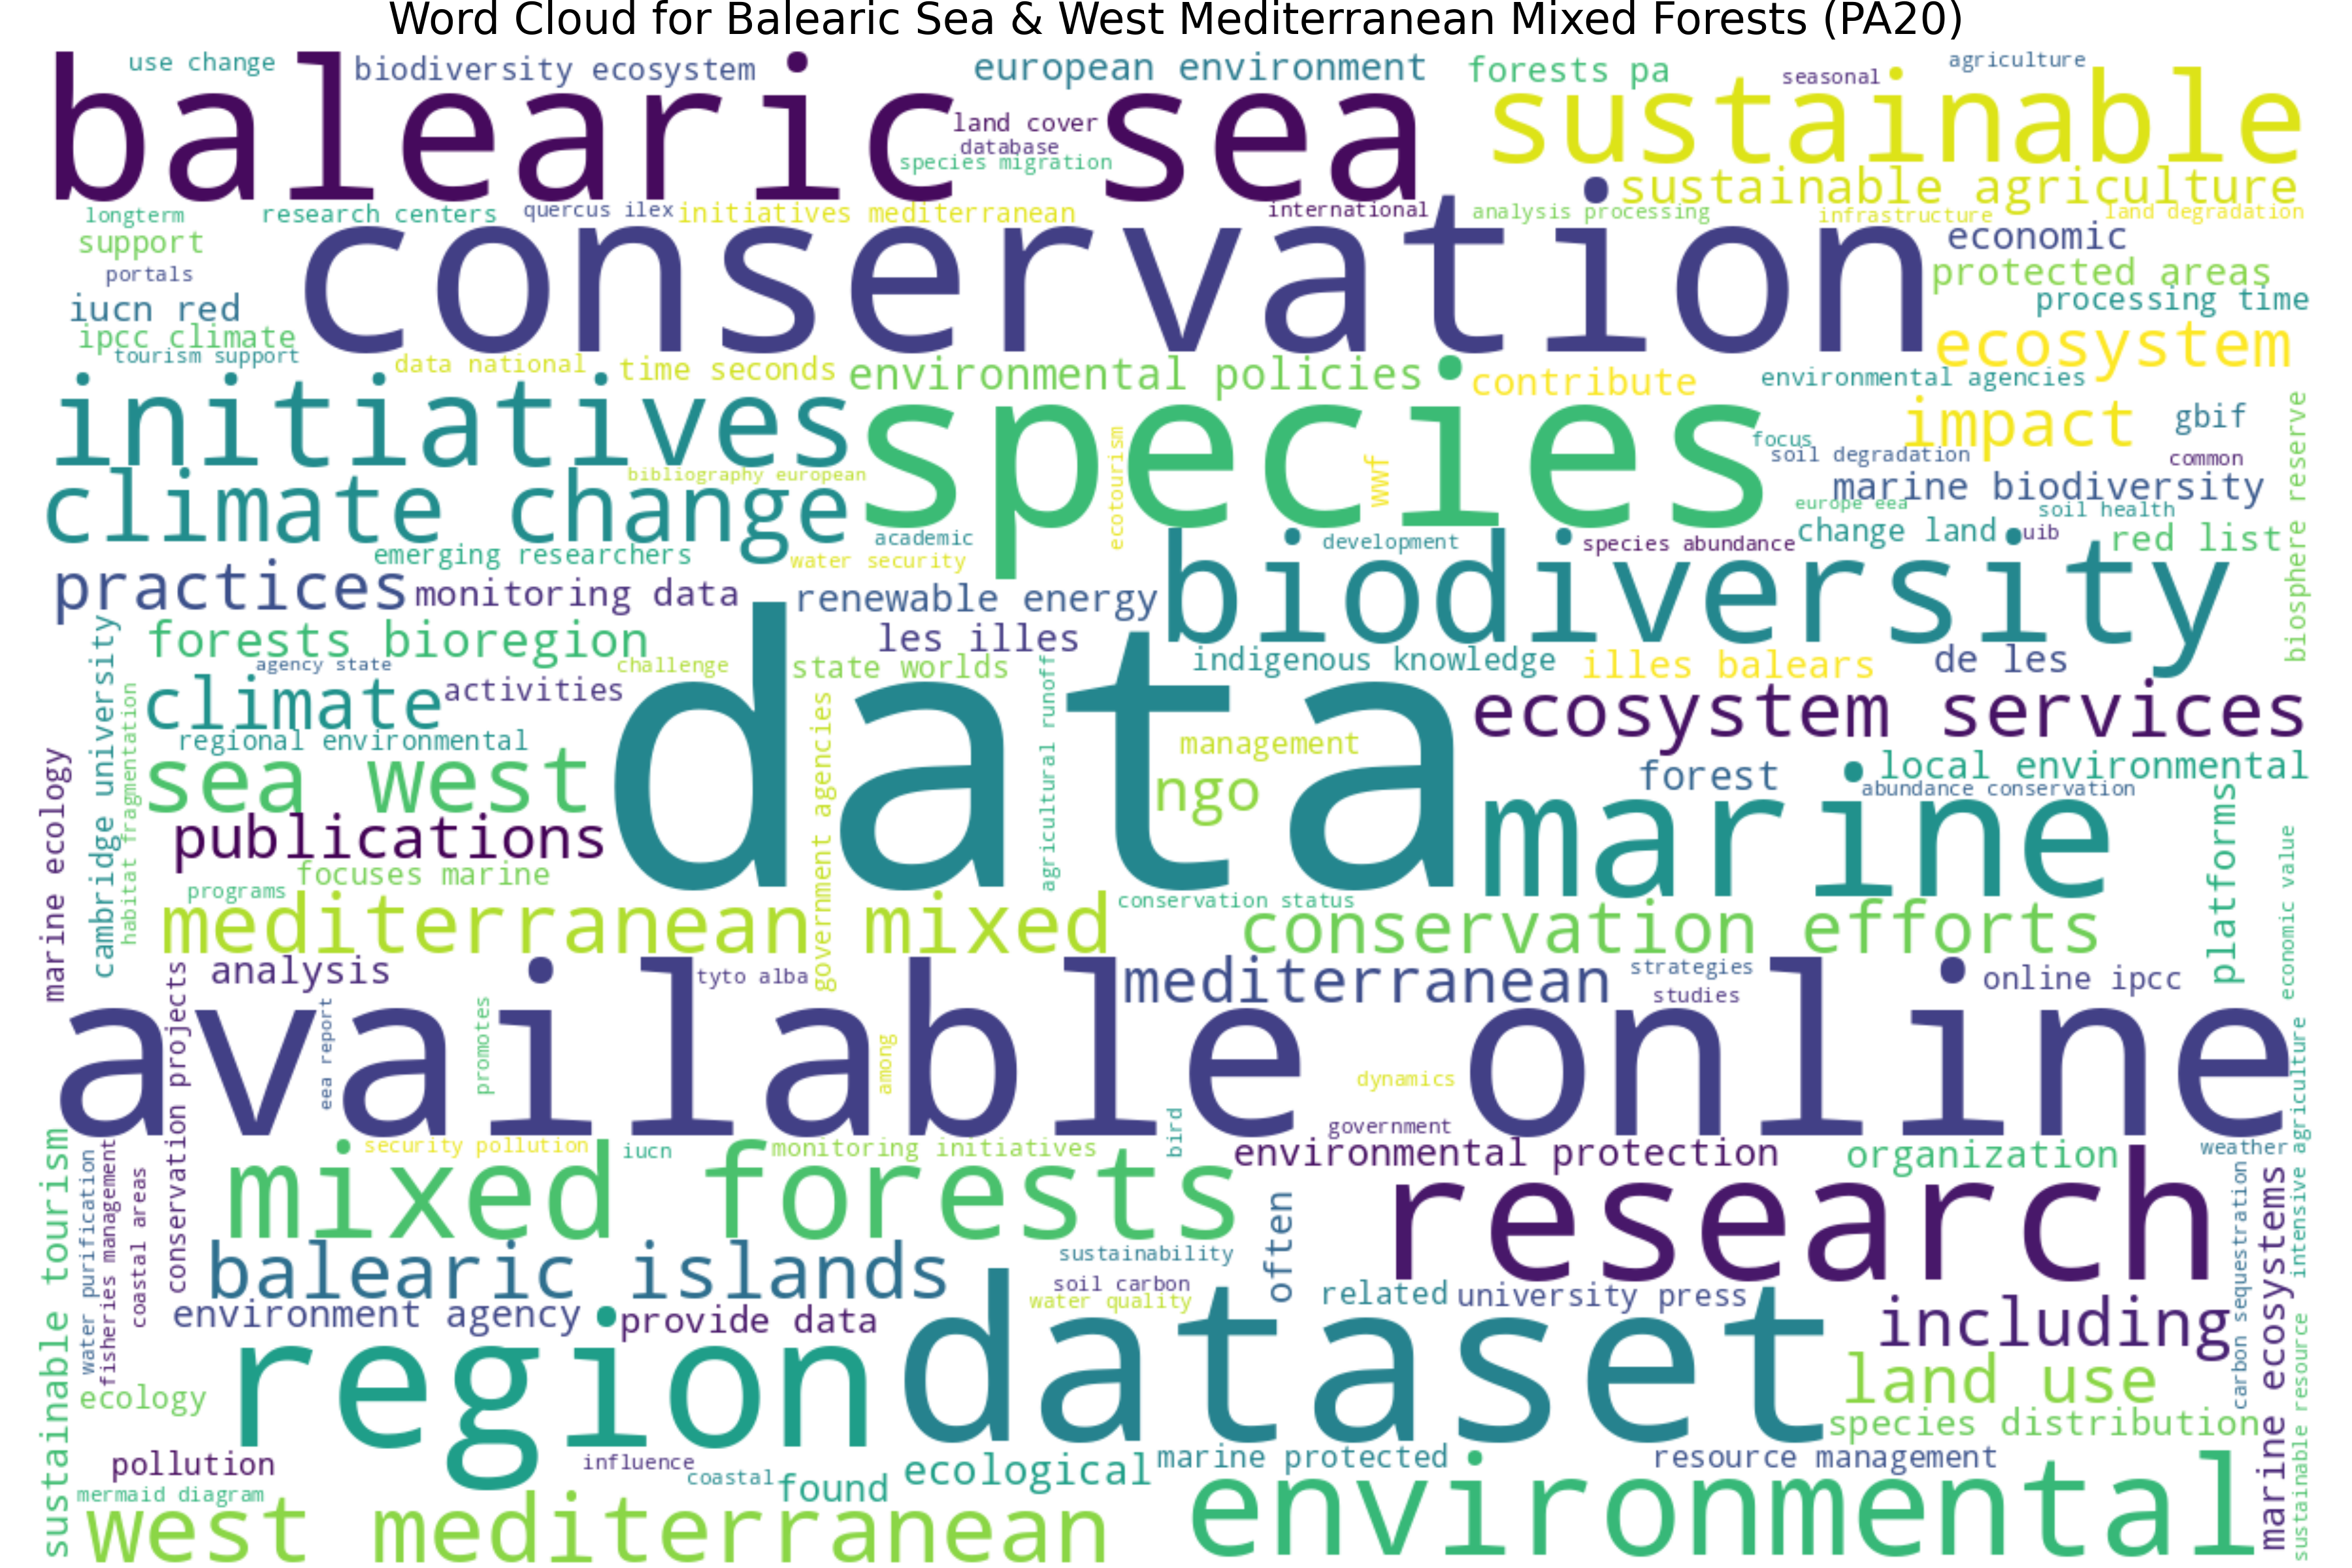 Word Cloud for Balearic Sea & West Mediterranean Mixed Forests (PA20)
use change
biodiversity ecosystem
european environment
forests pa
seasonal
agriculture
balearic sea
land cover
database
species migration
sustainable
sustainable agriculture
longterm
research centers
quercus ilex
initiatives mediterranean
international
analysis processing
infrastructure
land degradation
support
portals
iucn red
ipcc climate
tourism support
conservation
economic
protected areas
processing time
ecosystem
data national
time seconds
environmental policies
contribute
environmental agencies
initiatives
species
impact
gbif
focus
soil degradation
common
biosphere reserve
ecotourism
wwf
bibliography european
climate change
marine biodiversity
europe eea
soil health
academic
development
species abundance
change land
uib
red list
emerging researchers
water security
practices
monitoring data
renewable energy
biodiversity
forests bioregion
les illes
agency state
challenge
state worlds
indigenous knowledge
illes balears
de les
cambridge university
climate
activities
data
ecosystem services
regional environmental
habitat fragmentation
government agencies
agricultural runoff
management
sea west
ngo
forest
local environmental
abundance conservation
marine ecology
publications
marine
platforms
economic value
focuses marine
programs
mediterranean mixed
conservation status
conservation efforts
analysis
tyto alba
mediterranean
strategies
studies
online ipcc
conservation projects
available online
eea report
promotes
among
dynamics
bird
government
intensive agriculture
sustainable tourism
security pollution
iucn
monitoring initiatives
environmental protection
organization
weather
water purification
fisheries management
coastal areas
mixed forests
often
research
carbon sequestration
marine ecosystems
balearic islands
sustainability
soil carbon
water quality
related
university press
environment agency
provide data
including
region
dataset
land use
ecology
species distribution
sustainable resource
pollution
influence
coastal
found
ecological
marine protected
resource management
mermaid diagram
west mediterranean
environmental